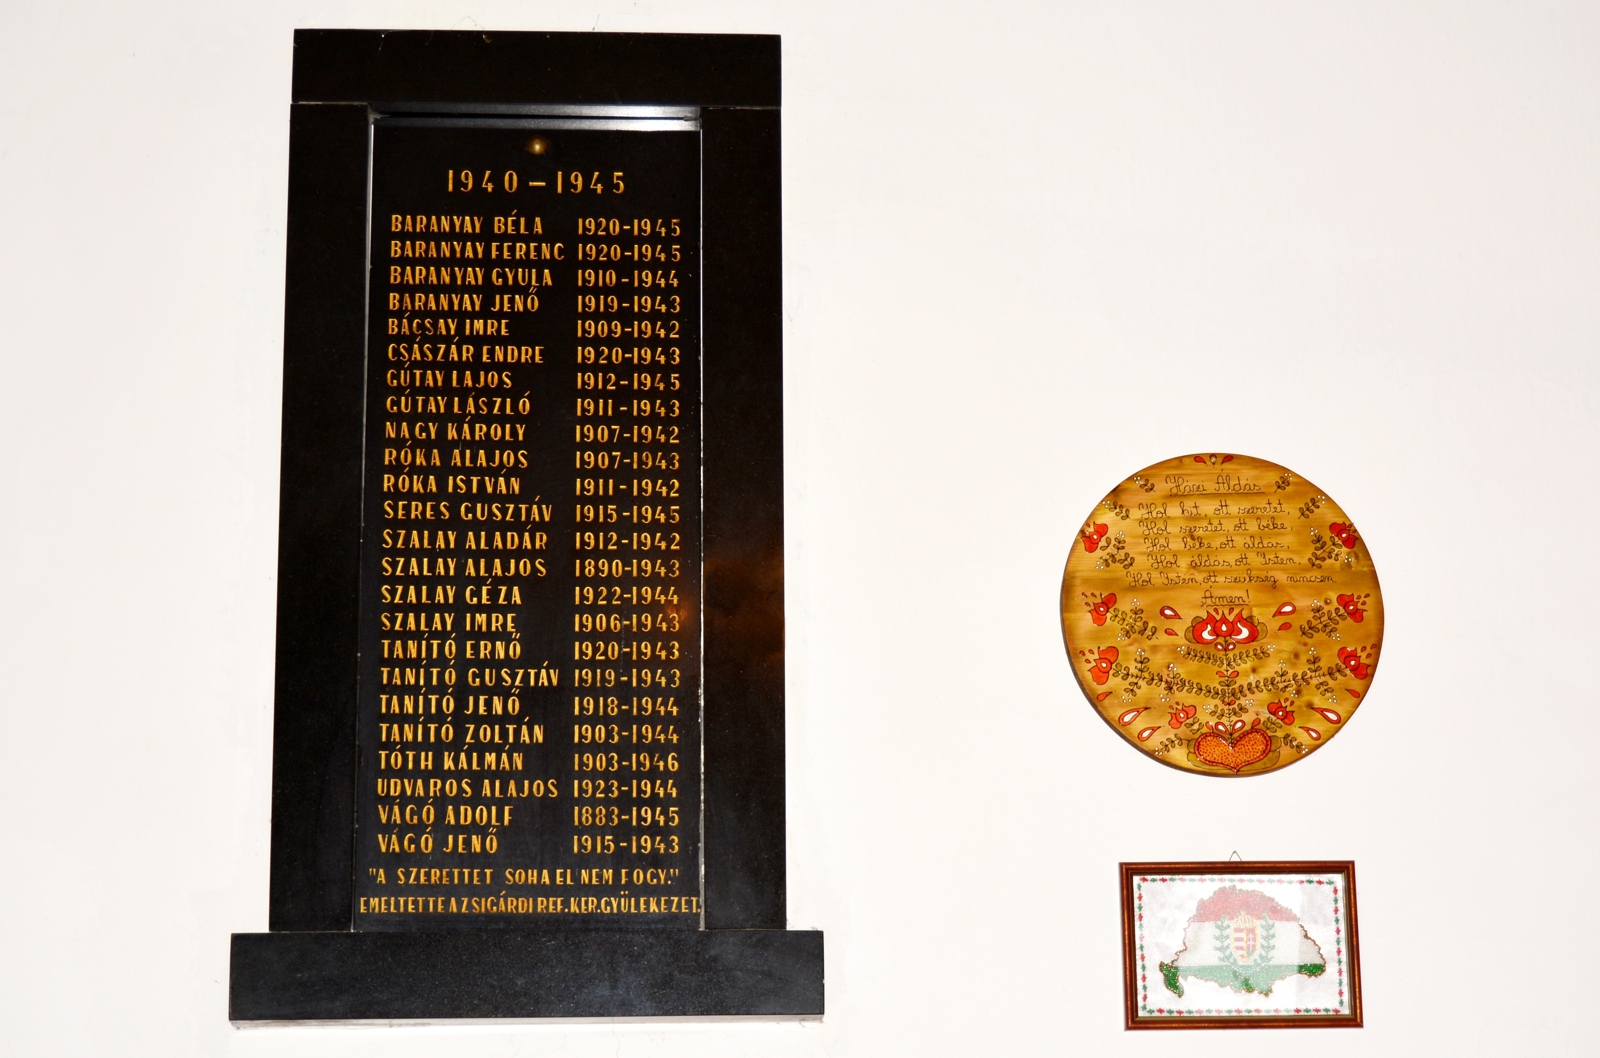 1940 – 1945
BARANYAY BÉLA 1920-1945
BARANYAY FERENC 1920-1945
BARANYAY GYULA 1910-1944
BARANYAY JENŐ 1919-1943
BÁCSAY IMRE 1909-1942
CSÁSZÁR ENDRE 1920-1943
GÚTAY LAJOS 1912-1945
GÚTAY LÁSZLÓ 1911-1943
NAGY KÁROLY 1907-1942
RÓKA ALAJOS 1907-1943
RÓKA ISTVÁN 1911-1942
SERES GUSZTÁV 1915-1945
SZALAY ALADÁR 1912-1942
SZALAY ALAJOS 1890-1943
SZALAY GÉZA 1922-1944
SZALAY IMRE 1906-1943
TANÍTÓ ERNŐ 1920-1943
TANÍTÓ GUSZTÁV 1919-1943
TANÍTÓ JENŐ 1918-1944
TANÍTÓ ZOLTÁN 1903-1944
TÓTH KÁLMÁN 1903-1946
UDVAROS ALAJOS 1923-1944
VÁGÓ ADOLF 1883-1945
VÁGÓ JENŐ 1915-1943
"A SZERETTET SOHA EL NEM FOGY."
EMELTETTE A ZSIGÁRDI REF. KER. GYÜLEKEZET.
Házi Áldás
Hol hit, ott szeretet,
Hol szeretet, ott béke,
Hol béke, ott áldás,
Hol áldás, ott Isten,
Hol Isten, ott szükség nincsen
Ámen!